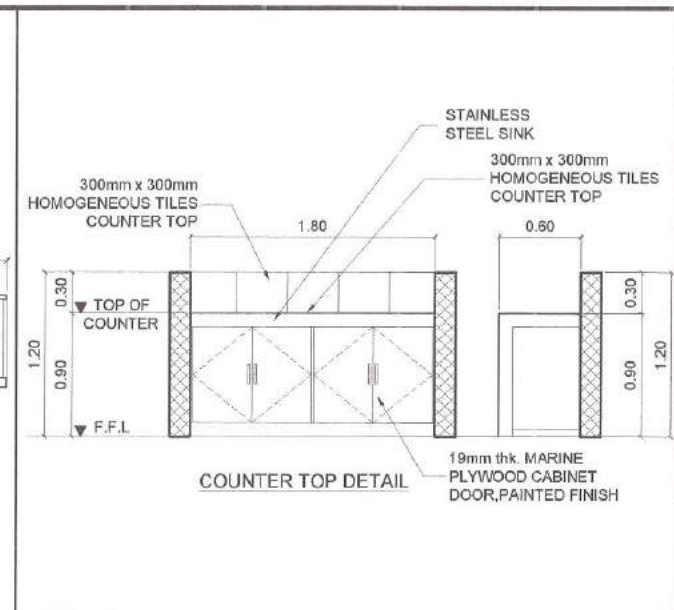 STAINLESS
STEEL SINK
300mm x 300mm
HOMOGENEOUS TILES
COUNTER TOP
300mm x 300mm
HOMOGENEOUS TILES
COUNTER TOP
1.80
0.60
0.30
TOP OF
COUNTER
1.20
0.90
F.F.L
0.30
0.90
1.20
COUNTER TOP DETAIL
19mm thk. MARINE
PLYWOOD CABINET
DOOR,PAINTED FINISH